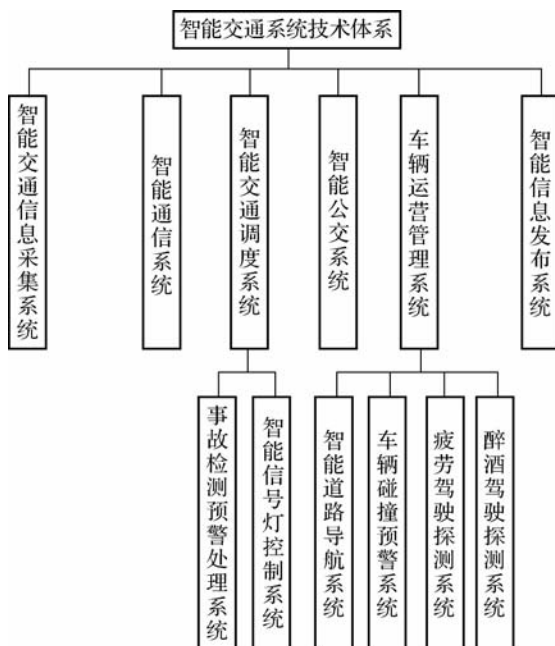 智能交通系统技术体系
智能交通信息采集系统
智能通信系统
智能交通调度系统
智能公交系统
车辆运营管理系统
智能信息发布系统
事故检测预警处理系统
智能信号灯控制系统
智能道路导航系统
车辆碰撞预警系统
疲劳驾驶探测系统
醉酒驾驶探测系统